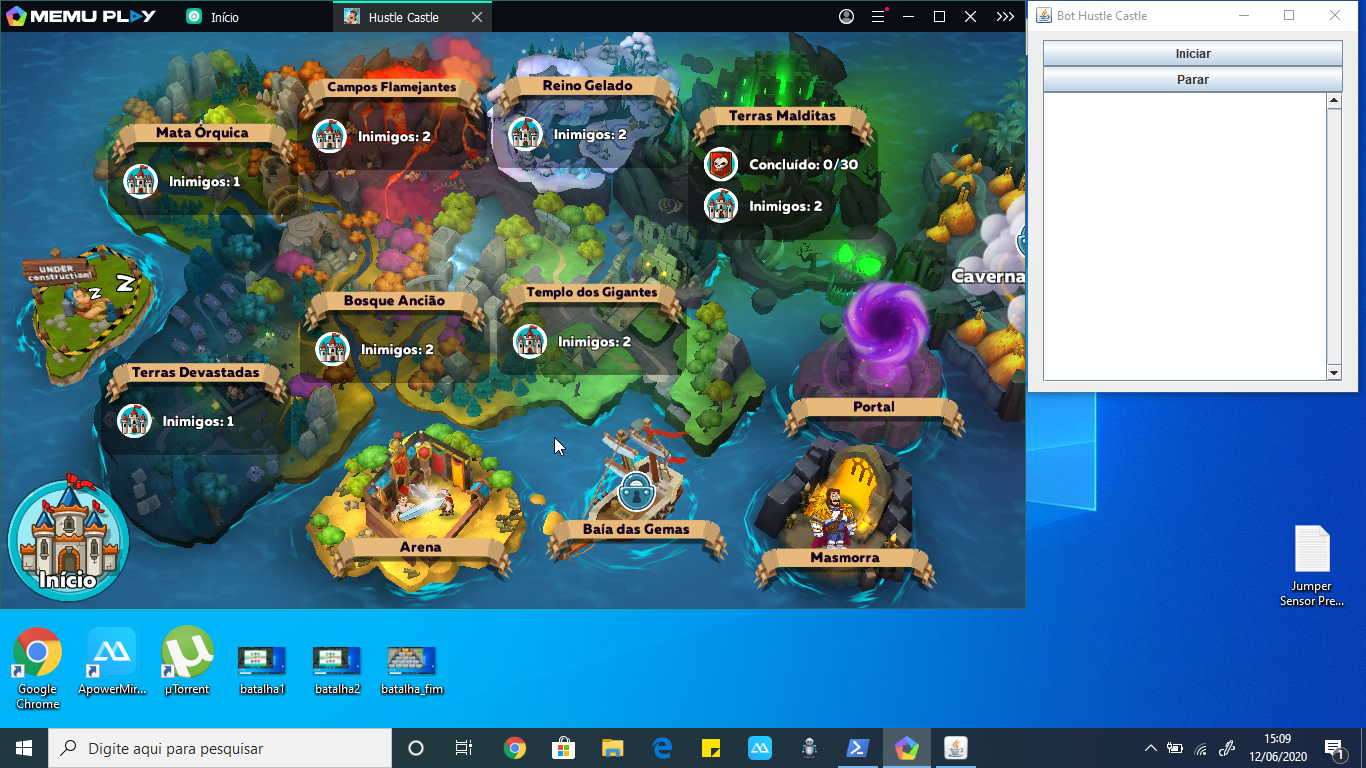 MEMU PLAY
Início
Hustle Castle
Bot Hustle Castle
Iniciar
Parar
Campos Flamejantes
Inimigos: 2
Reino Gelado
Inimigos: 2
Terras Malditas
Concluído: 0/30
Inimigos: 2
Mata Órquica
Inimigos: 1
UNDER
construction!
z
Z
Caverna
Bosque Ancião
Inimigos: 2
Templo dos Gigantes
Inimigos: 2
Terras Devastadas
Inimigos: 1
Portal
Arena
Baía das Gemas
Masmorra
Início
Jumper
Sensor Pre...
Google
Chrome
ApowerMir...
µTorrent
batalha1
batalha2
batalha_fim
Digite aqui para pesquisar
15:09
12/06/2020
1